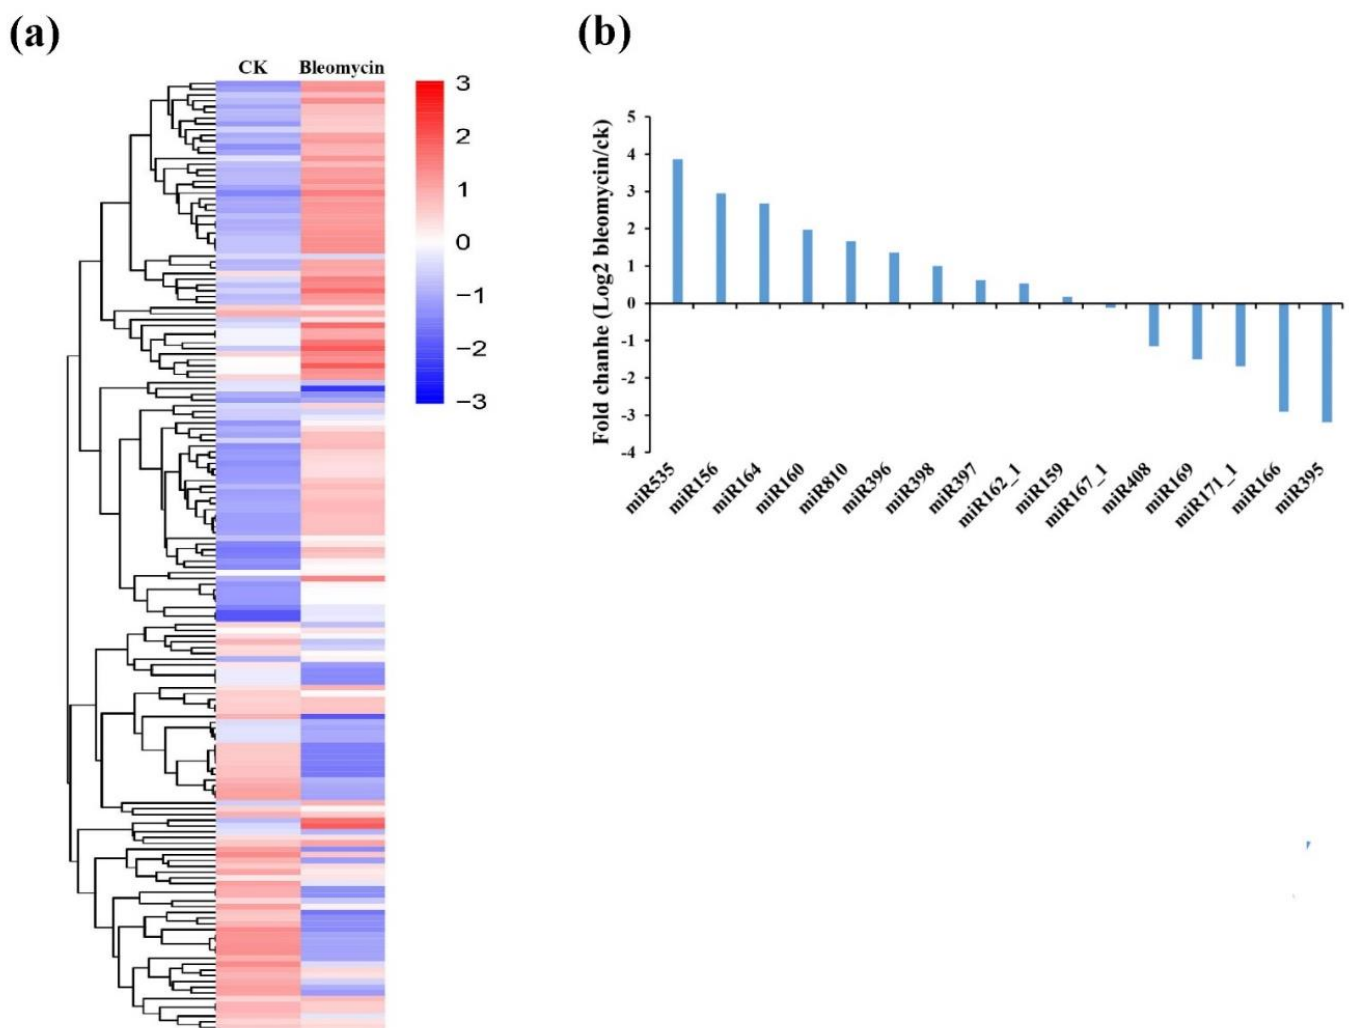 (a)
CK Bleomycin
3
2
1
0
−1
−2
−3
(b)
Fold chanhe (Log2 bleomycin/ck)
5
4
3
2
1
0
-1
-2
-3
-4
miR535
miR156
miR164
miR160
miR810
miR396
miR398
miR397
miR162_1
miR159
miR167_1
miR408
miR169
miR171_1
miR166
miR395